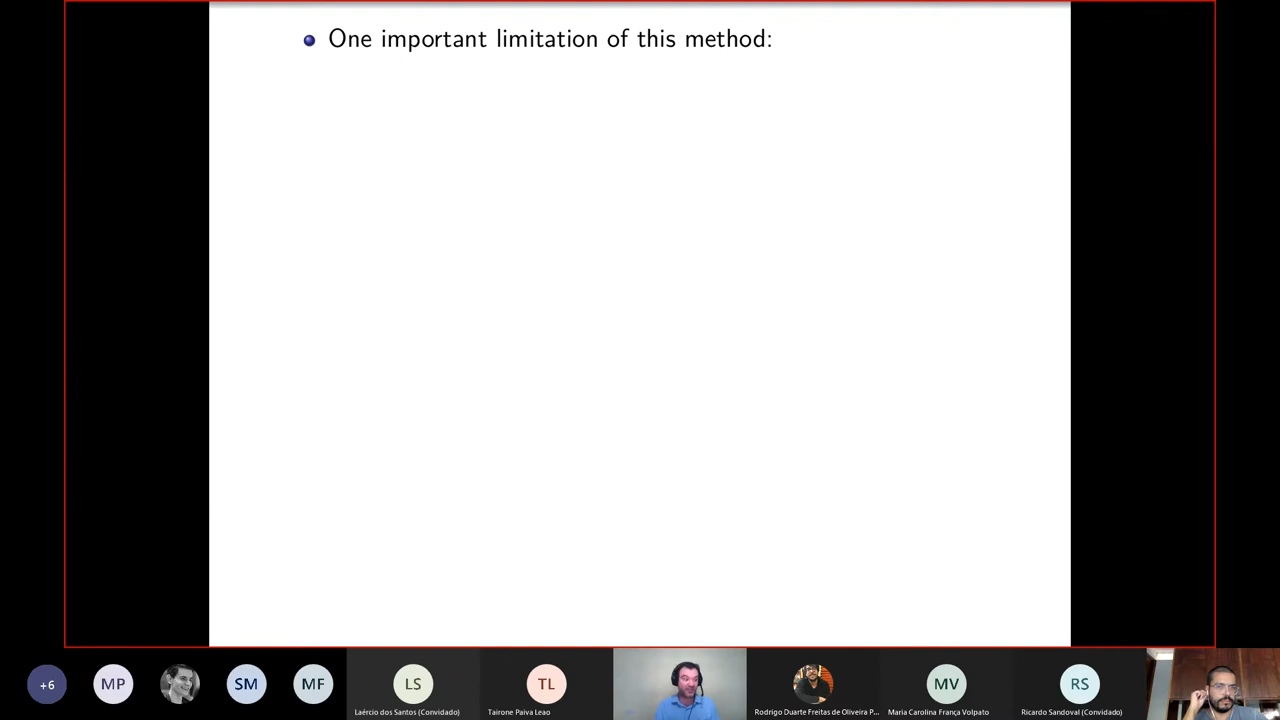 One important limitation of this method:
+6
MP
SM
MF
LS
TL
MV
RS
Laércio dos Santos (Convidado)
Tairone Paiva Leao
Rodrigo Duarte Freitas de Oliveira P...
Maria Carolina França Volpato
Ricardo Sandoval (Convidado)